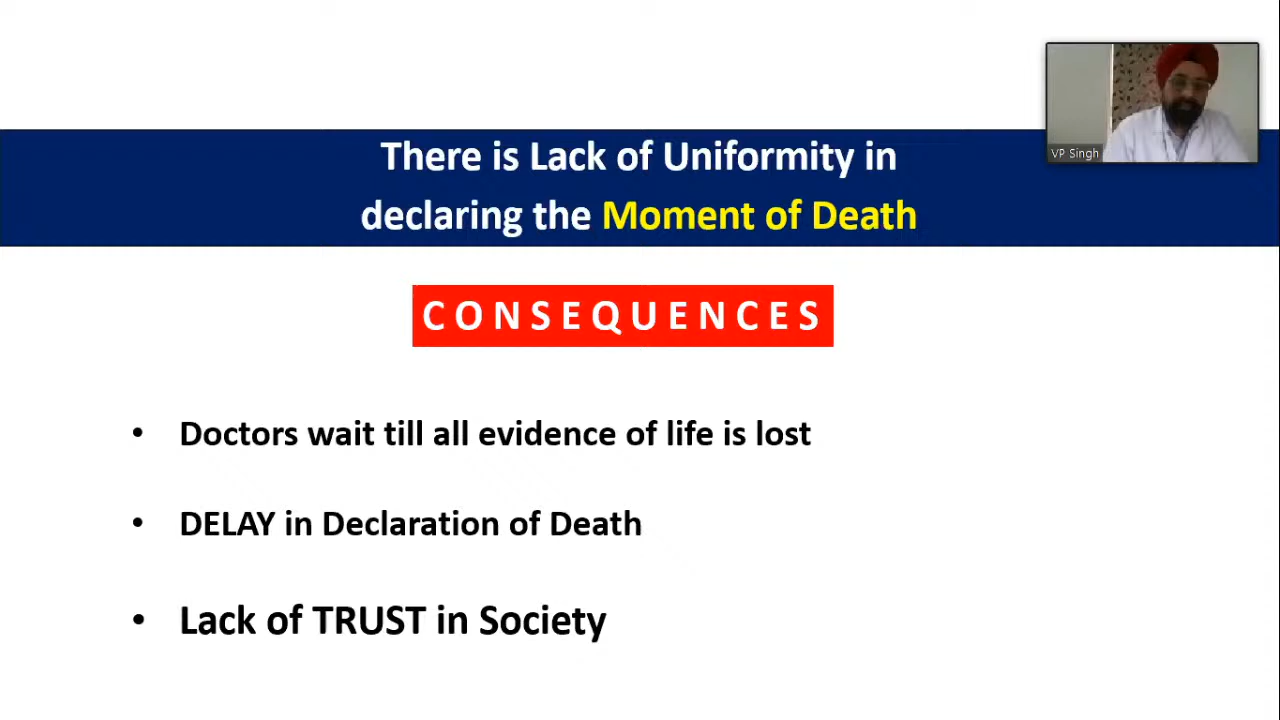 There is Lack of Uniformity in
declaring the Moment of Death
VP Singh
CONSEQUENCES
• Doctors wait till all evidence of life is lost
• DELAY in Declaration of Death
• Lack of TRUST in Society